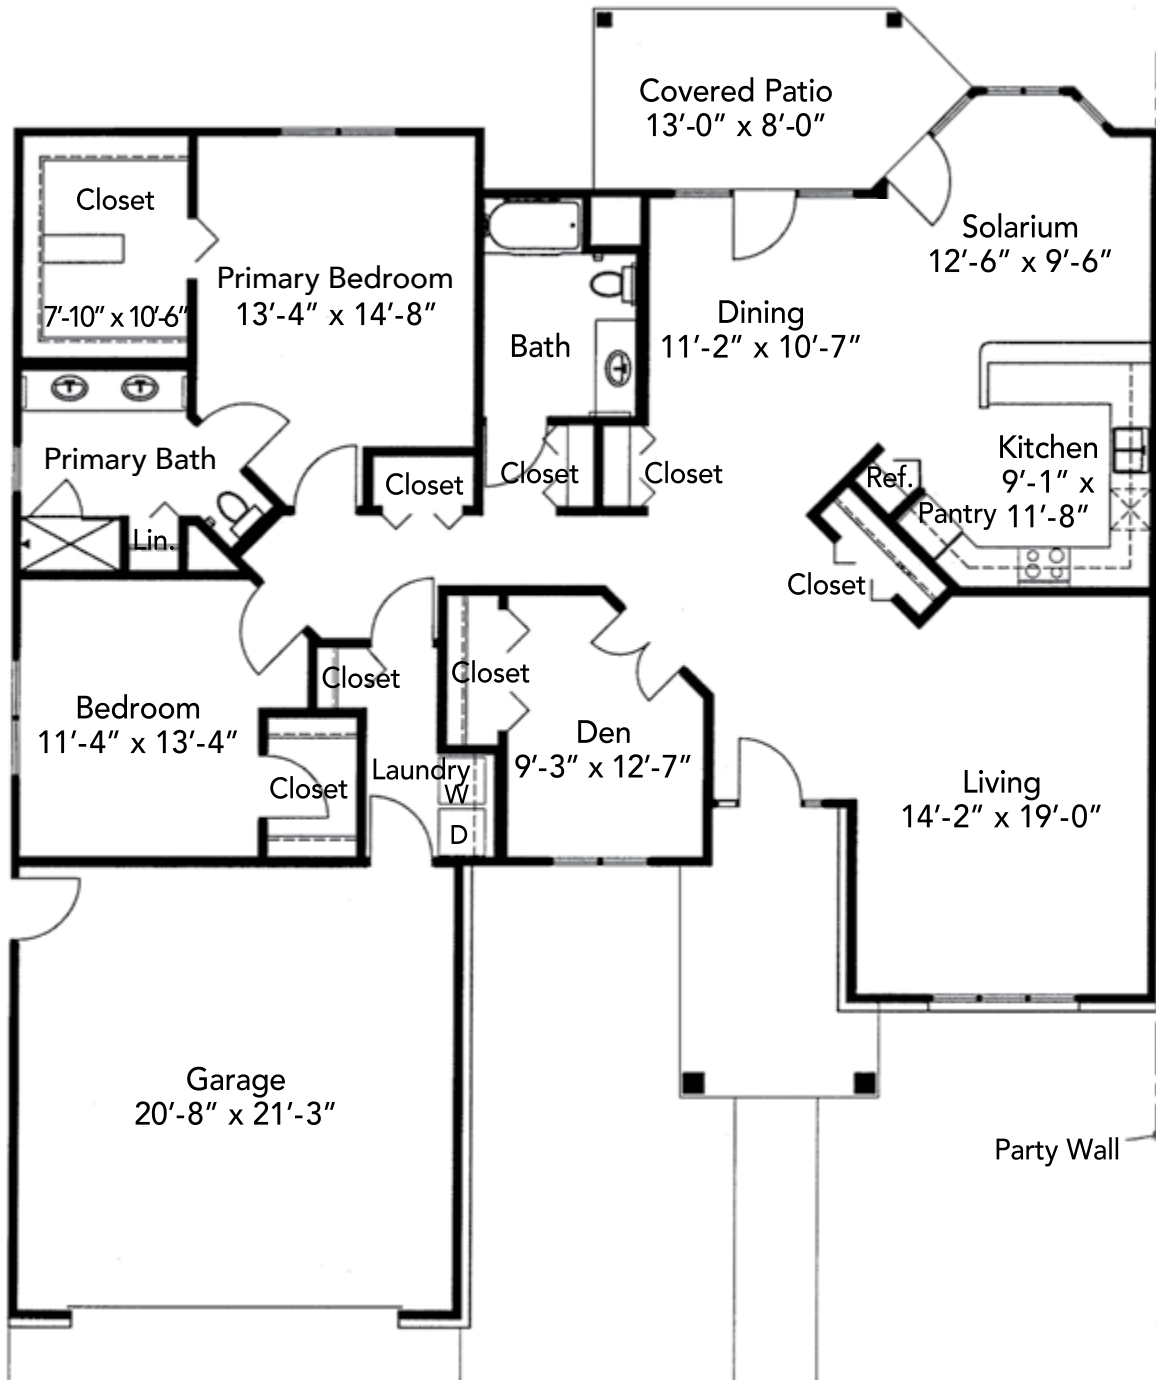 Covered Patio
13’-0” x 8’-0”
Closet
7’-10” x 10’-6”
Primary Bedroom
13’-4” x 14’-8”
Solarium
12’-6” x 9’-6”
Dining
11’-2” x 10’-7”
Bath
Primary Bath
Closet
Closet
Closet
Kitchen
9’-1” x
11’-8”
Ref.
Pantry
Lin.
Closet
Closet
Closet
Bedroom
11’-4” x 13’-4”
Den
9’-3” x 12’-7”
Laundry
W
D
Closet
Living
14’-2” x 19’-0”
Garage
20’-8” x 21’-3”
Party Wall